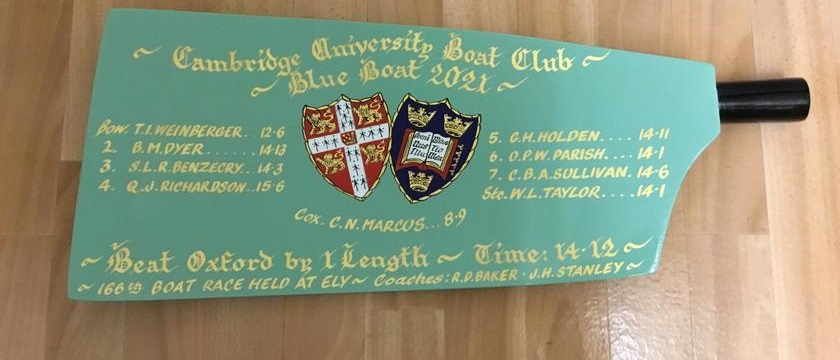 ~ Cambridge University Boat Club ~
~ Blue Boat 2021 ~
Bow. T.I.WEINBERGER.. 12·6
2. B.M.DYER........ 14·13
3. S.L.R.BENZECRY.. 14·3
4. Q.J.RICHARDSON.. 15·6
5. G.H.HOLDEN.... 14·11
6. O.P.W.PARISH.... 14·1
7. C.B.A.SULLIVAN. 14·6
Stc. W.L.TAYLOR.... 14·1
Cox. C.N.MARCUS... 8·9
~ Beat Oxford by 1 Length ~ Time: 14·12 ~
~ 166th BOAT RACE HELD AT ELY ~ Coaches: R.D.BAKER · J.H.STANLEY ~